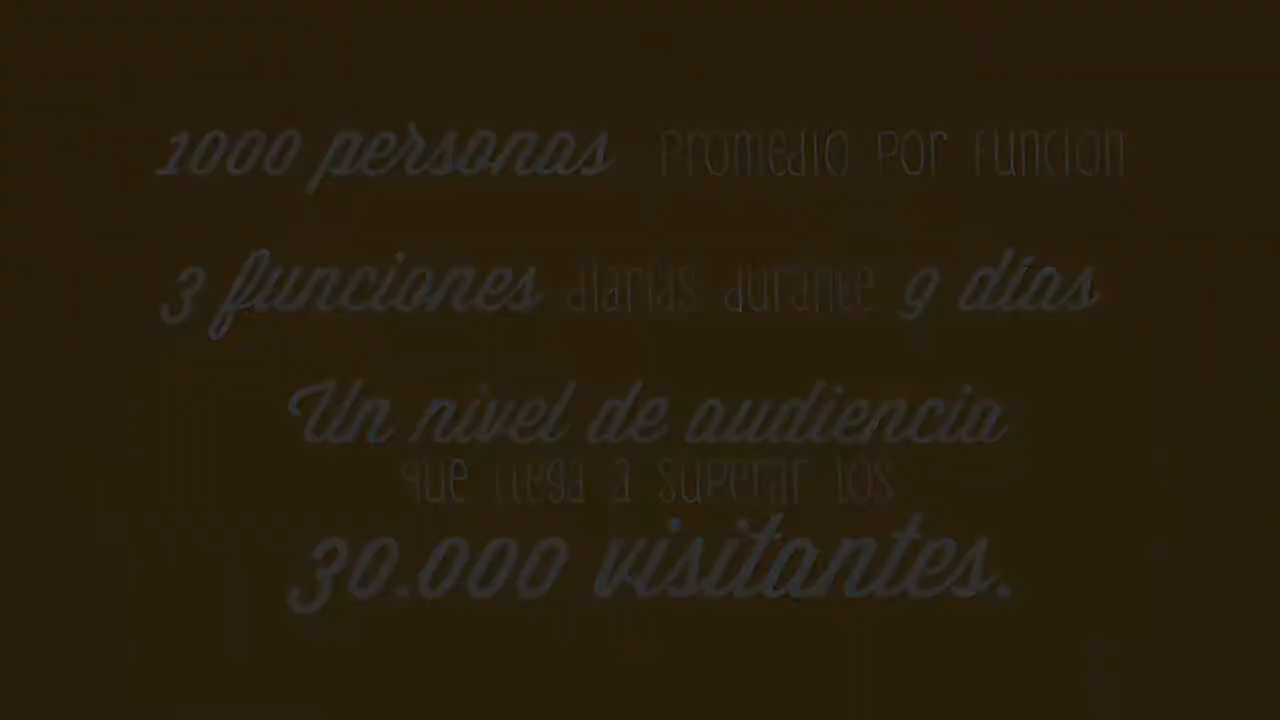 1000 personas promedio por función
3 funciones diarias durante 9 días
Un nivel de audiencia
que llega a superar los
30.000 visitantes.